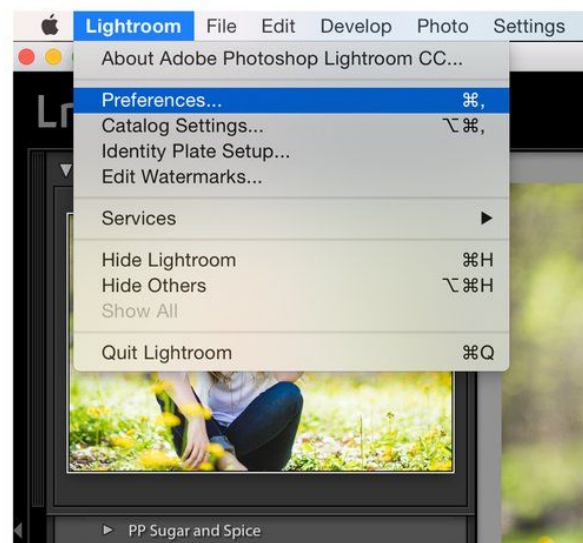 Lightroom File Edit Develop Photo Settings
About Adobe Photoshop Lightroom CC...
Lr
Preferences... ⌘,
Catalog Settings... ⌥⌘,
Identity Plate Setup...
Edit Watermarks...
Services ▶
Hide Lightroom ⌘H
Hide Others ⌥⌘H
Show All
Quit Lightroom ⌘Q
PP Sugar and Spice